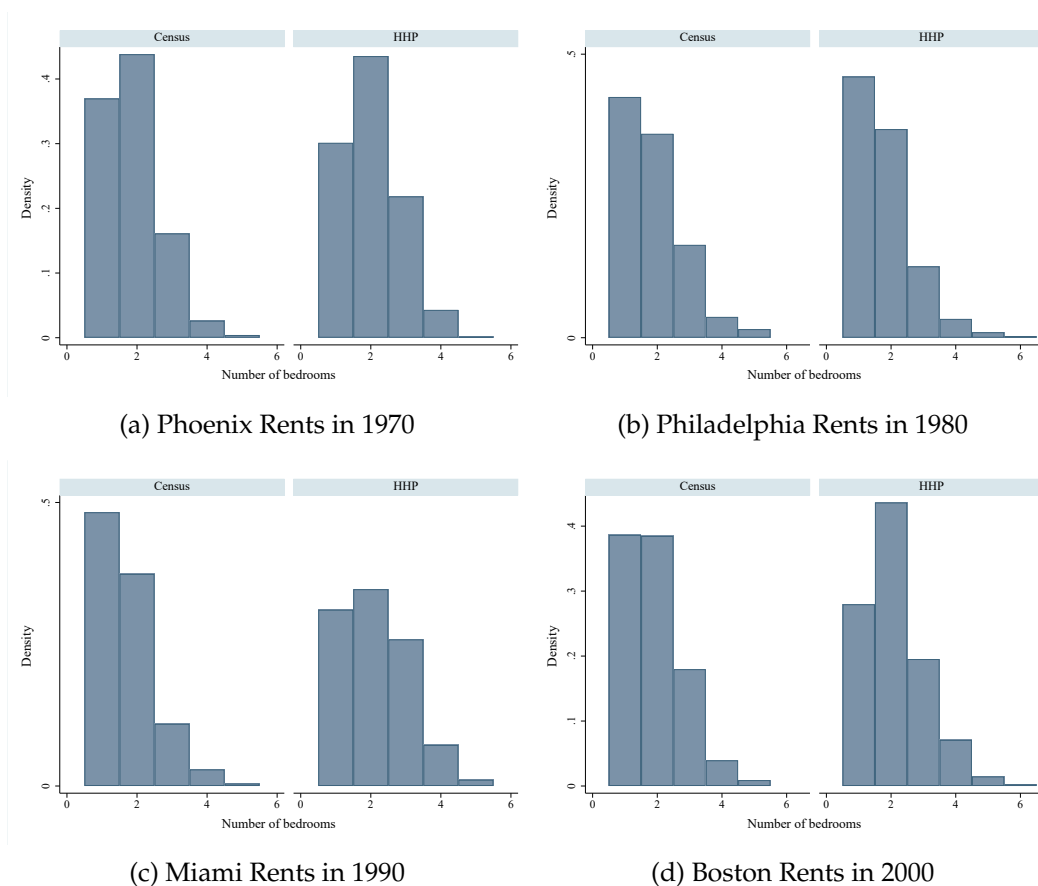 Census HHP
.4
.3
.2
.1
0
Density
0 2 4 6 0 2 4 6
Number of bedrooms
(a) Phoenix Rents in 1970
Census HHP
.5
0
Density
0 2 4 6 0 2 4 6
Number of bedrooms
(b) Philadelphia Rents in 1980
Census HHP
.5
0
Density
0 2 4 6 0 2 4 6
Number of bedrooms
(c) Miami Rents in 1990
Census HHP
.4
.3
.2
.1
0
Density
0 2 4 6 0 2 4 6
Number of bedrooms
(d) Boston Rents in 2000